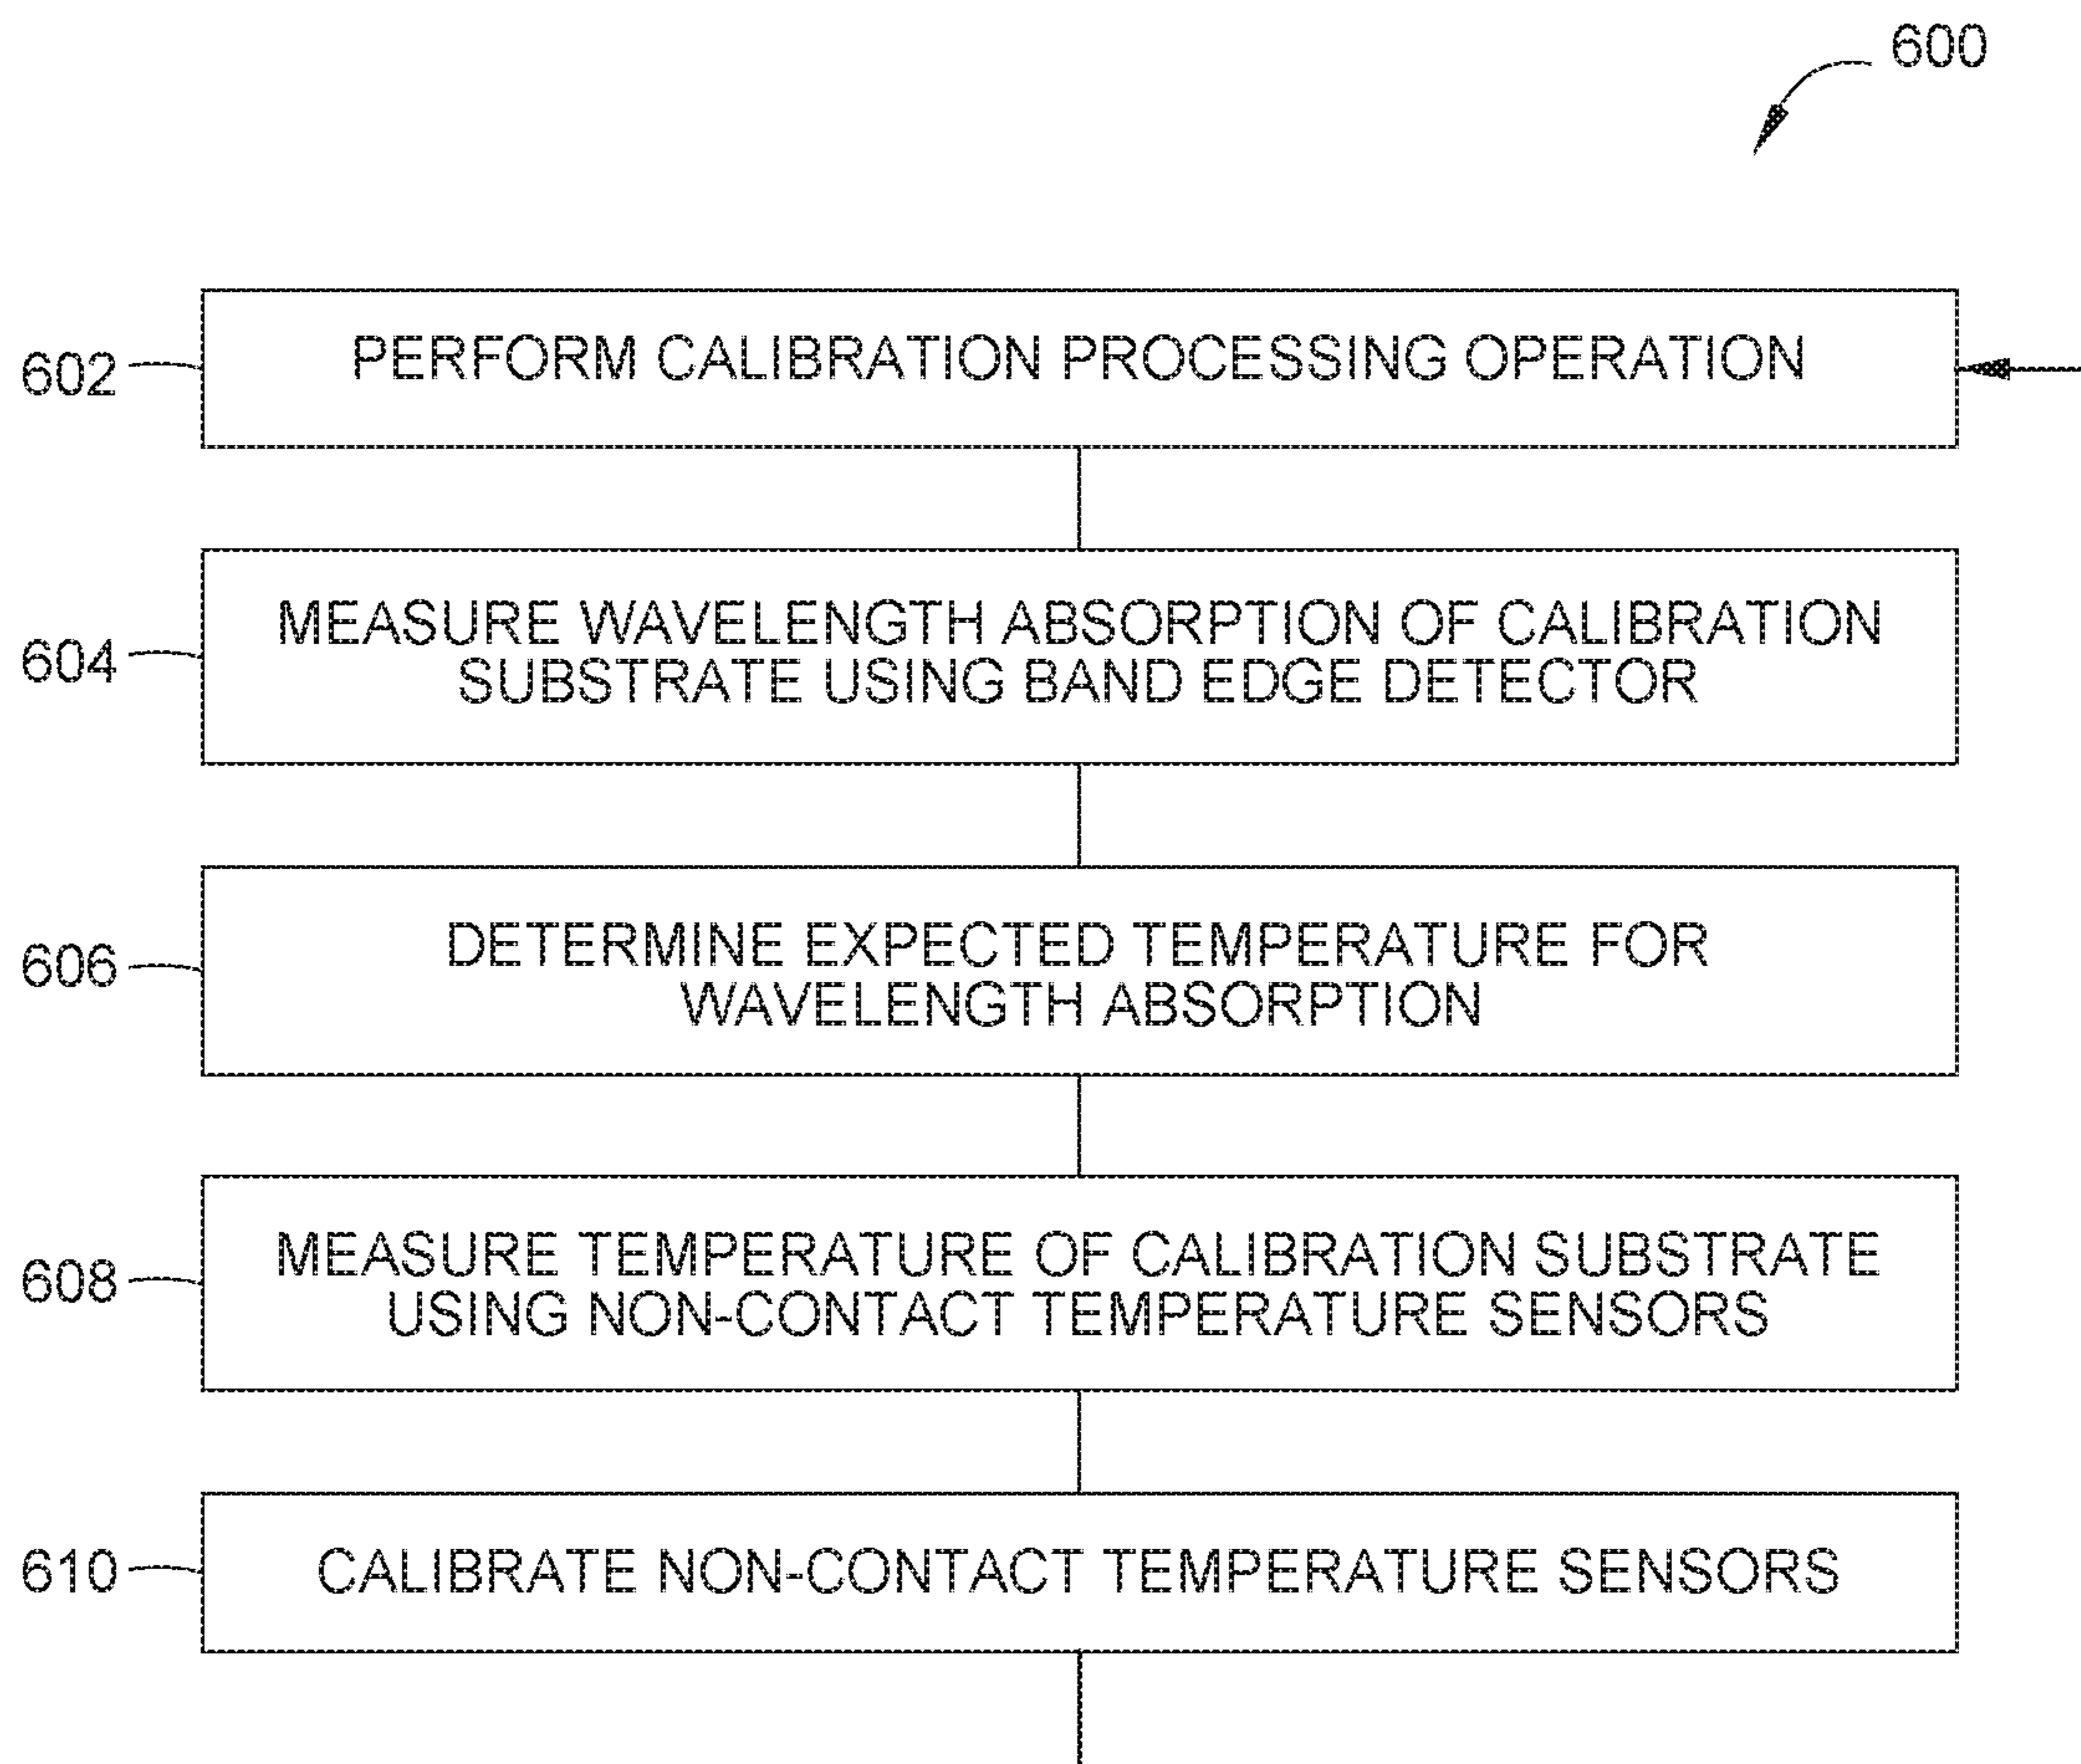 600
602
PERFORM CALIBRATION PROCESSING OPERATION
604
MEASURE WAVELENGTH ABSORPTION OF CALIBRATION
SUBSTRATE USING BAND EDGE DETECTOR
606
DETERMINE EXPECTED TEMPERATURE FOR
WAVELENGTH ABSORPTION
608
MEASURE TEMPERATURE OF CALIBRATION SUBSTRATE
USING NON-CONTACT TEMPERATURE SENSORS
610
CALIBRATE NON-CONTACT TEMPERATURE SENSORS